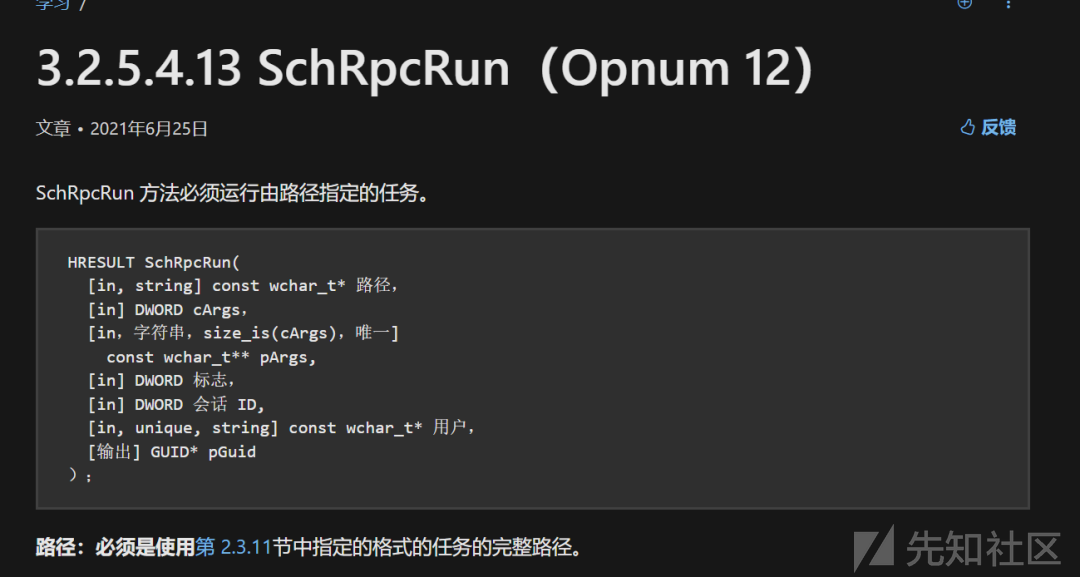 学习 /
3.2.5.4.13 SchRpcRun（Opnum 12）
文章 • 2021年6月25日
反馈
SchRpcRun 方法必须运行由路径指定的任务。
HRESULT SchRpcRun(
[in, string] const wchar_t* 路径，
[in] DWORD cArgs，
[in，字符串，size_is(cArgs)，唯一]
const wchar_t** pArgs,
[in] DWORD 标志，
[in] DWORD 会话 ID,
[in, unique, string] const wchar_t* 用户，
[输出] GUID* pGuid
）；
路径：必须是使用第 2.3.11节中指定的格式的任务的完整路径。
先知社区